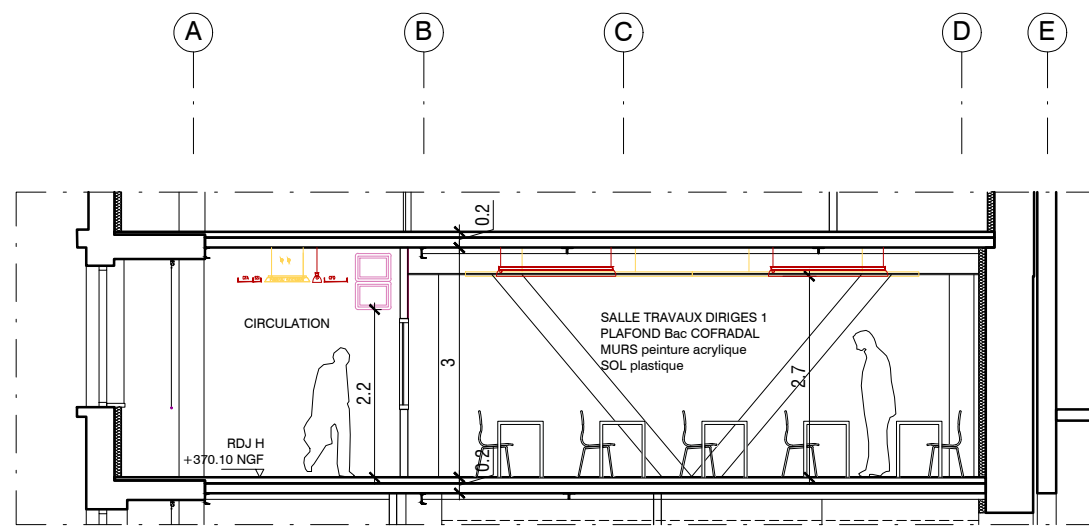 A B C D E
0.2
CIRCULATION
SALLE TRAVAUX DIRIGES 1
PLAFOND Bac COFRADAL
MURS peinture acrylique
SOL plastique
2.2
3
2.7
RDJ H
+370.10 NGF
0.2